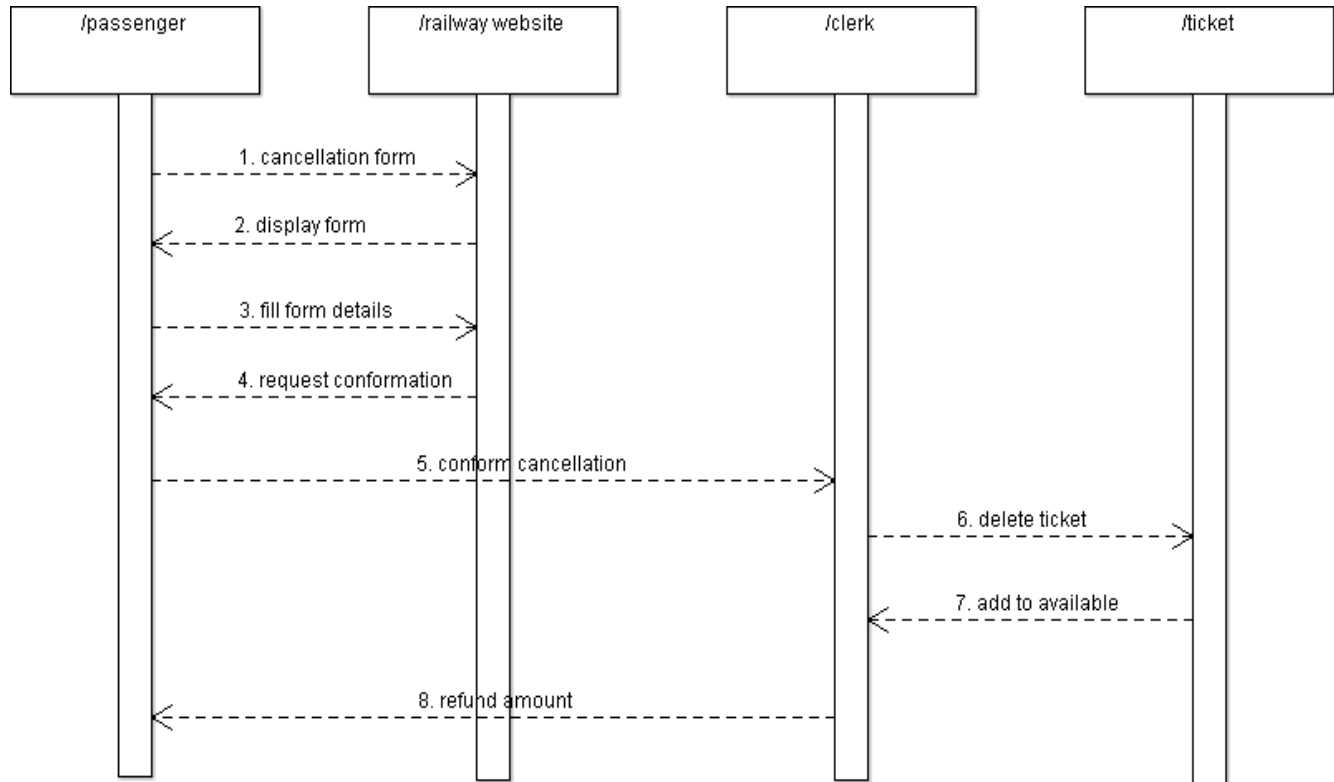 /passenger
/railway website
/clerk
/ticket
1. cancellation form
2. display form
3. fill form details
4. request conformation
5. conform cancellation
6. delete ticket
7. add to available
8. refund amount